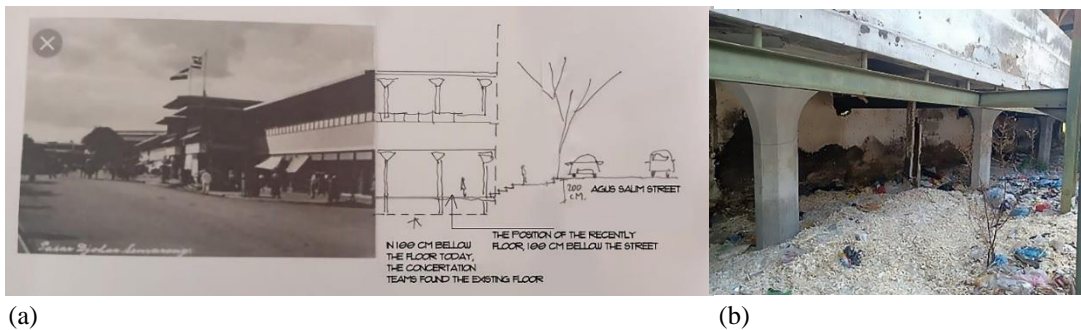 Pasar Djohar Semarang.
200
CM.
AGUS SALIM STREET
IN 100 CM BELLOW
THE FLOOR TODAY,
THE CONCERTATION
TEAMS FOUND THE EXISTING FLOOR
THE POSITION OF THE RECENTLY
FLOOR, 100 CM BELLOW THE STREET
(a)
(b)